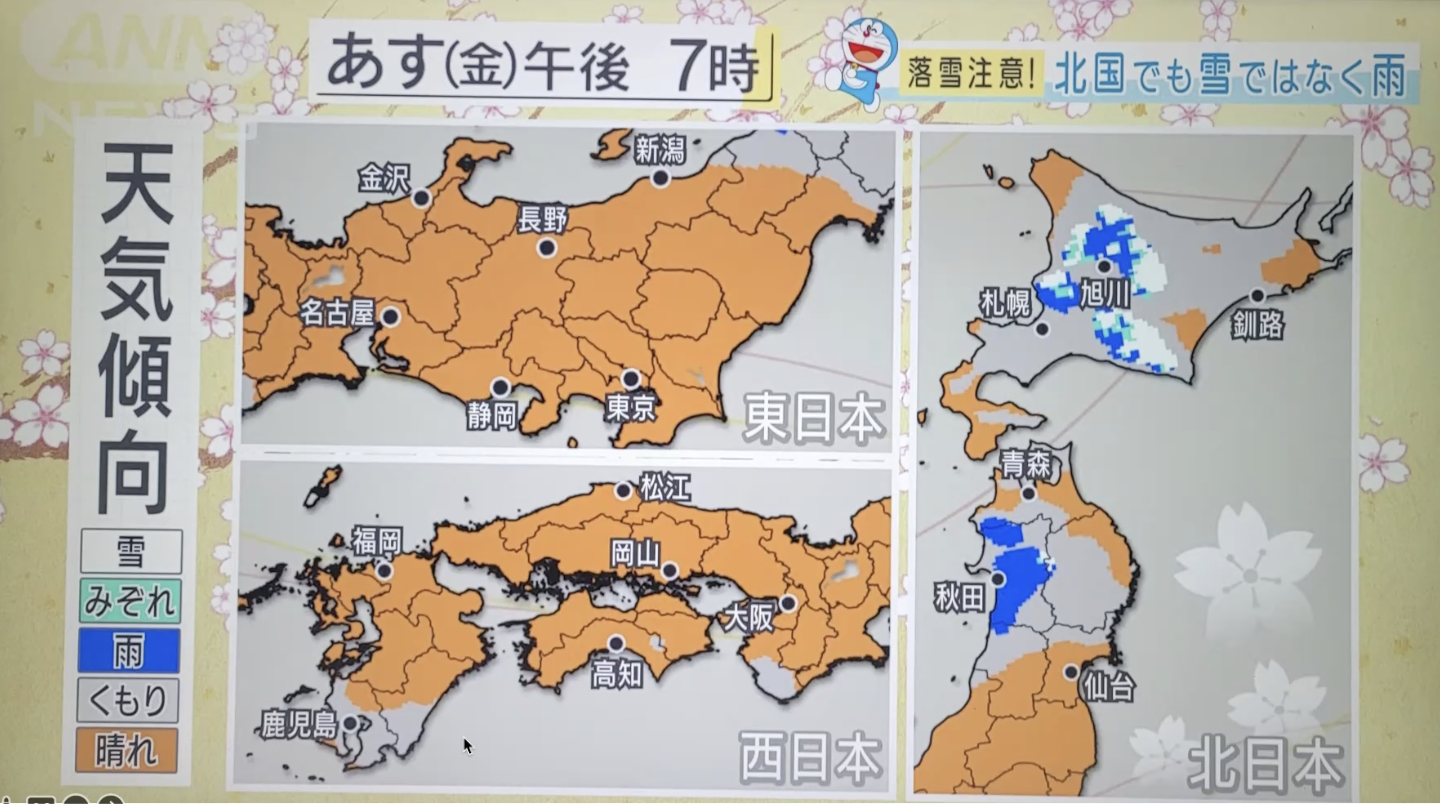 ANN
NEWS
あす(金)午後 7時
落雪注意! 北国でも雪ではなく雨
天気傾向
雪
みぞれ
雨
くもり
晴れ
新潟
金沢
長野
名古屋
静岡
東京
東日本
松江
福岡
岡山
大阪
高知
鹿児島
西日本
旭川
札幌
釧路
青森
秋田
仙台
北日本